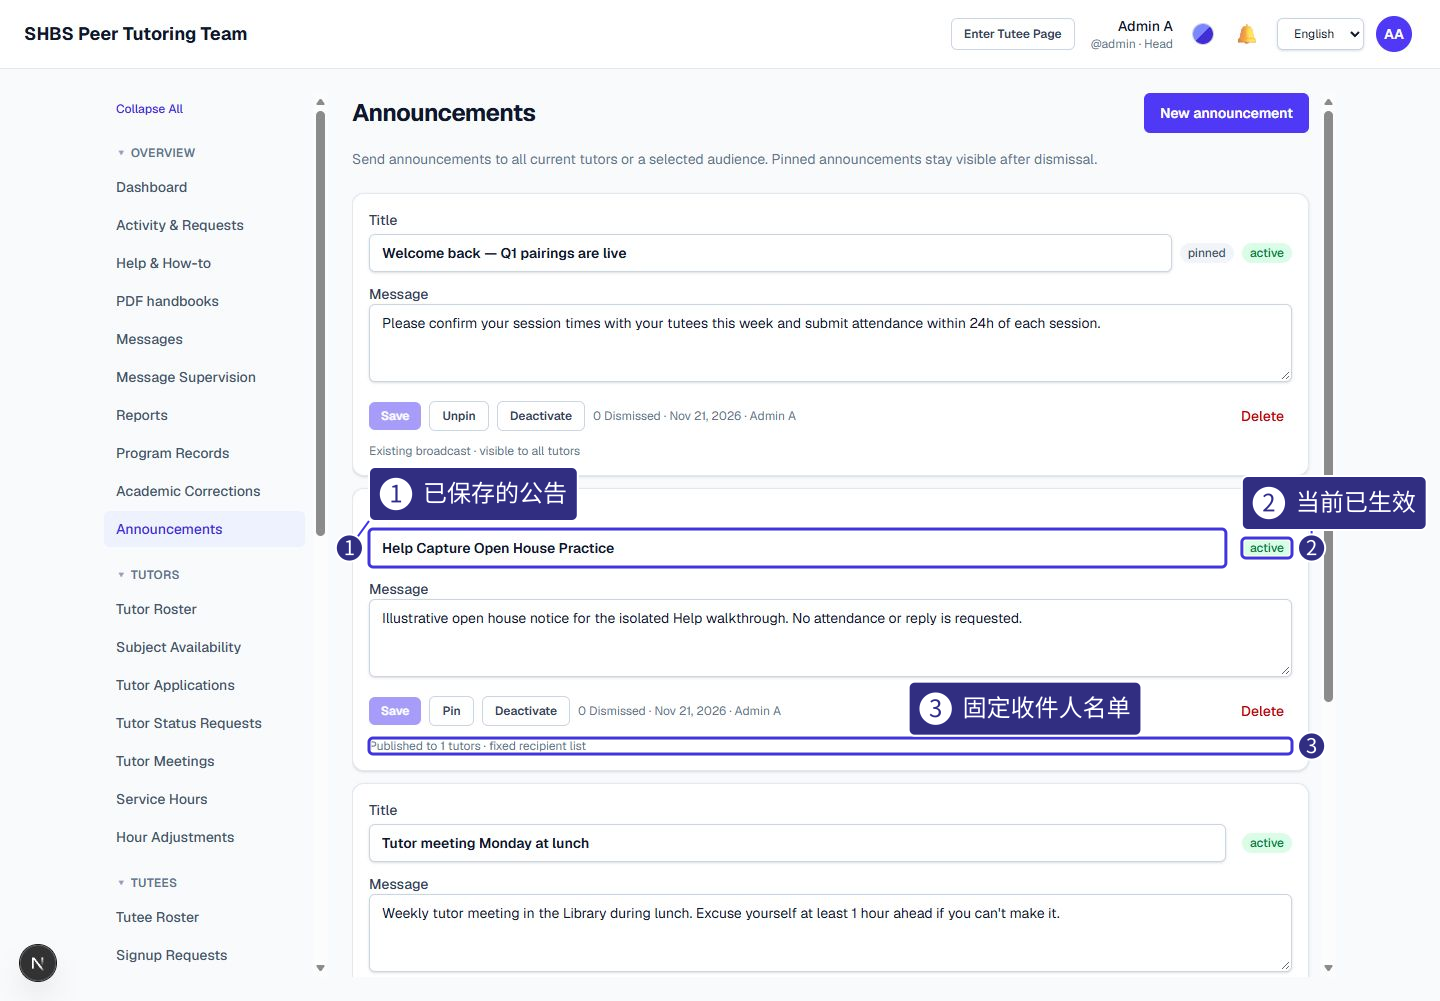 SHBS Peer Tutoring Team
Enter Tutee Page
Admin A
@admin · Head
English
AA
Collapse All
OVERVIEW
Dashboard
Activity & Requests
Help & How-to
PDF handbooks
Messages
Message Supervision
Reports
Program Records
Academic Corrections
Announcements
TUTORS
Tutor Roster
Subject Availability
Tutor Applications
Tutor Status Requests
Tutor Meetings
Service Hours
Hour Adjustments
TUTEES
Tutee Roster
Signup Requests
N
Announcements
New announcement
Send announcements to all current tutors or a selected audience. Pinned announcements stay visible after dismissal.
Title
Welcome back — Q1 pairings are live
pinned
active
Message
Please confirm your session times with your tutees this week and submit attendance within 24h of each session.
Save
Unpin
Deactivate
0 Dismissed · Nov 21, 2026 · Admin A
Delete
Existing broadcast · visible to all tutors
1 已保存的公告
2 当前已生效
1
Help Capture Open House Practice
active
2
Message
Illustrative open house notice for the isolated Help walkthrough. No attendance or reply is requested.
Save
Pin
Deactivate
0 Dismissed · Nov 21, 2026 · Admin A
3 固定收件人名单
Delete
Published to 1 tutors · fixed recipient list
3
Title
Tutor meeting Monday at lunch
active
Message
Weekly tutor meeting in the Library during lunch. Excuse yourself at least 1 hour ahead if you can't make it.